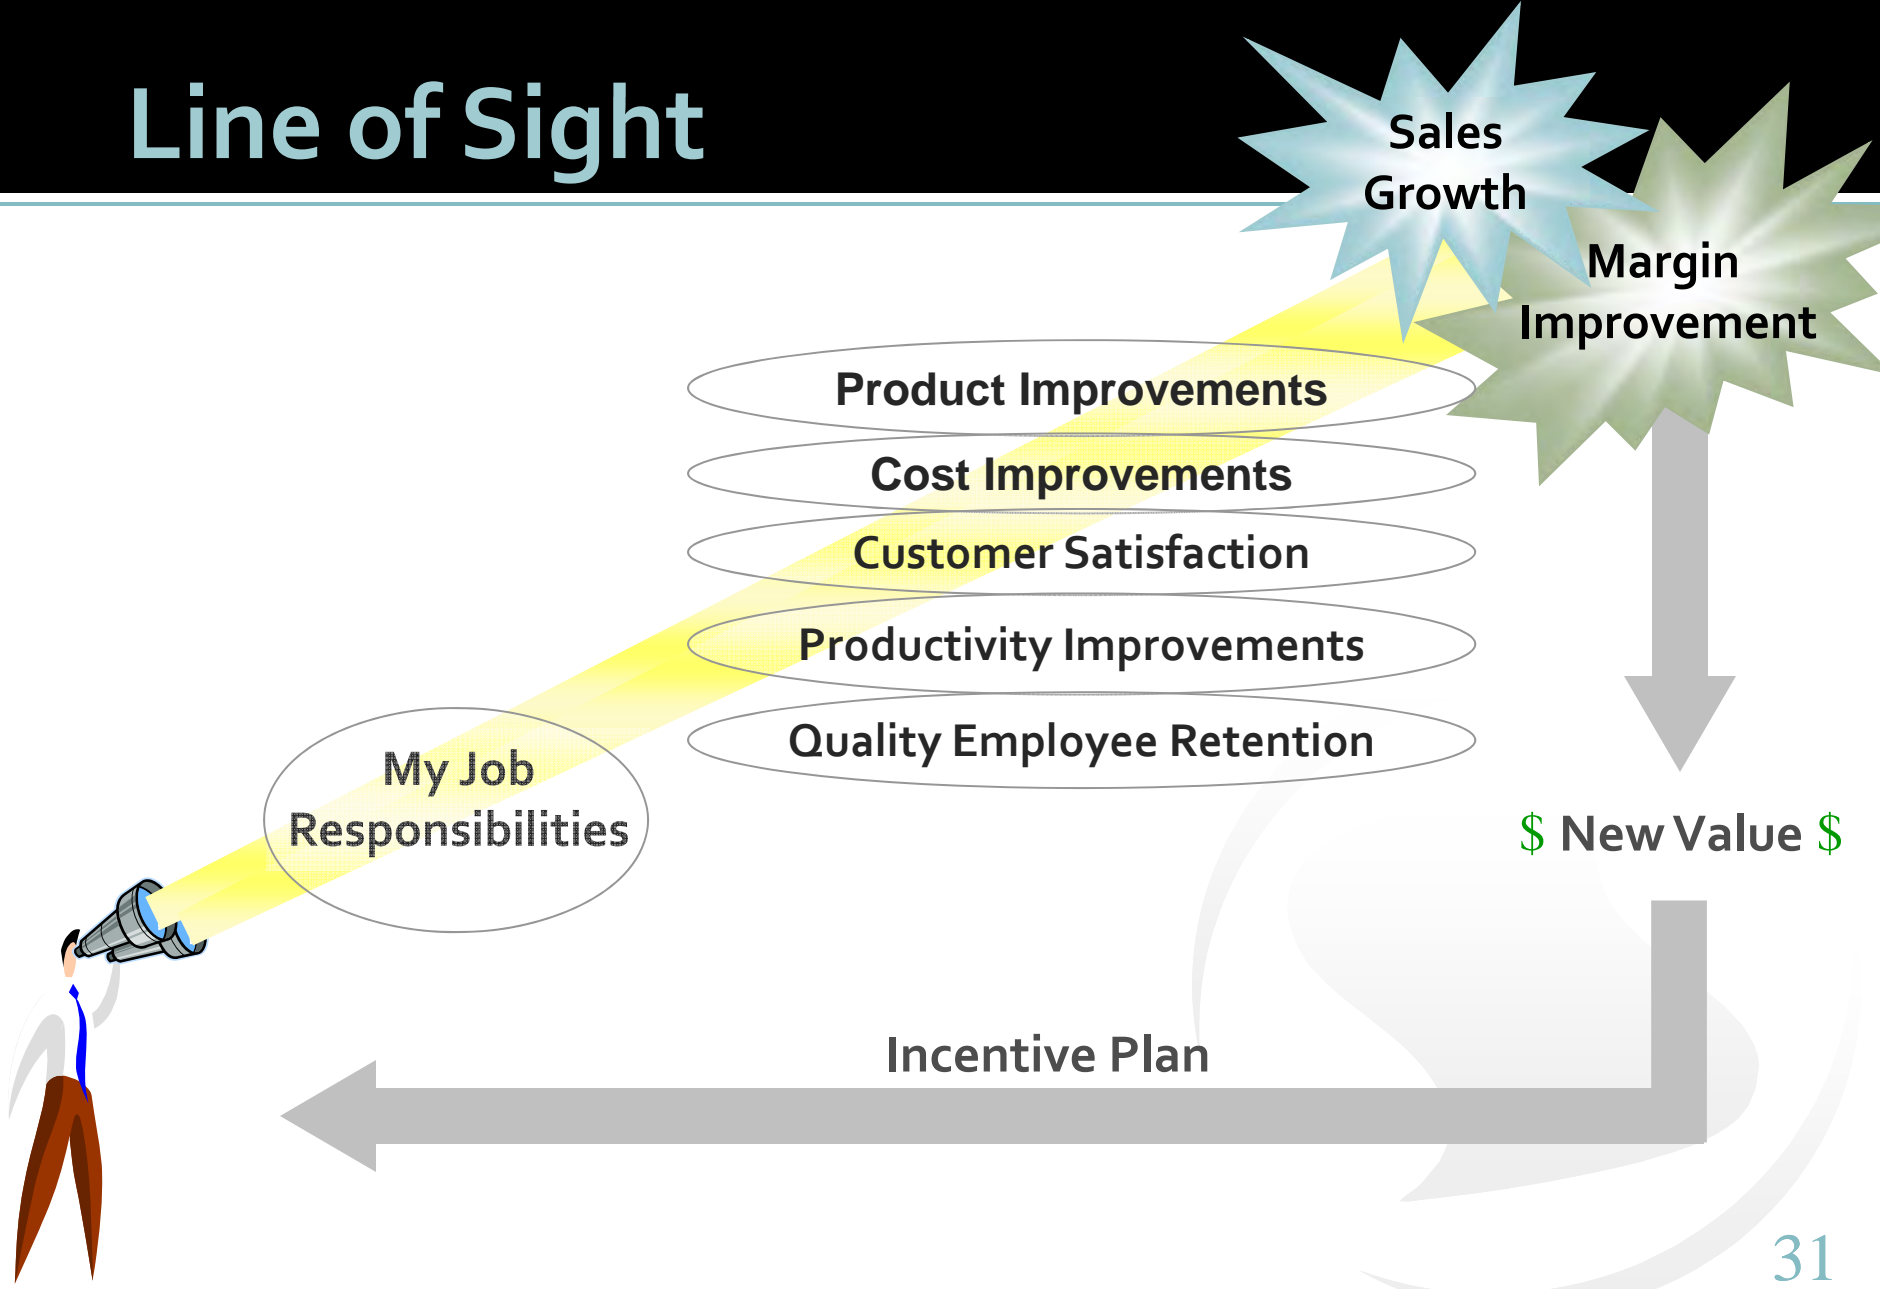 Line of Sight
Sales
Growth
Margin
Improvement
Product Improvements
Cost Improvements
Customer Satisfaction
Productivity Improvements
Quality Employee Retention
My Job
Responsibilities
$ New Value $
Incentive Plan
31